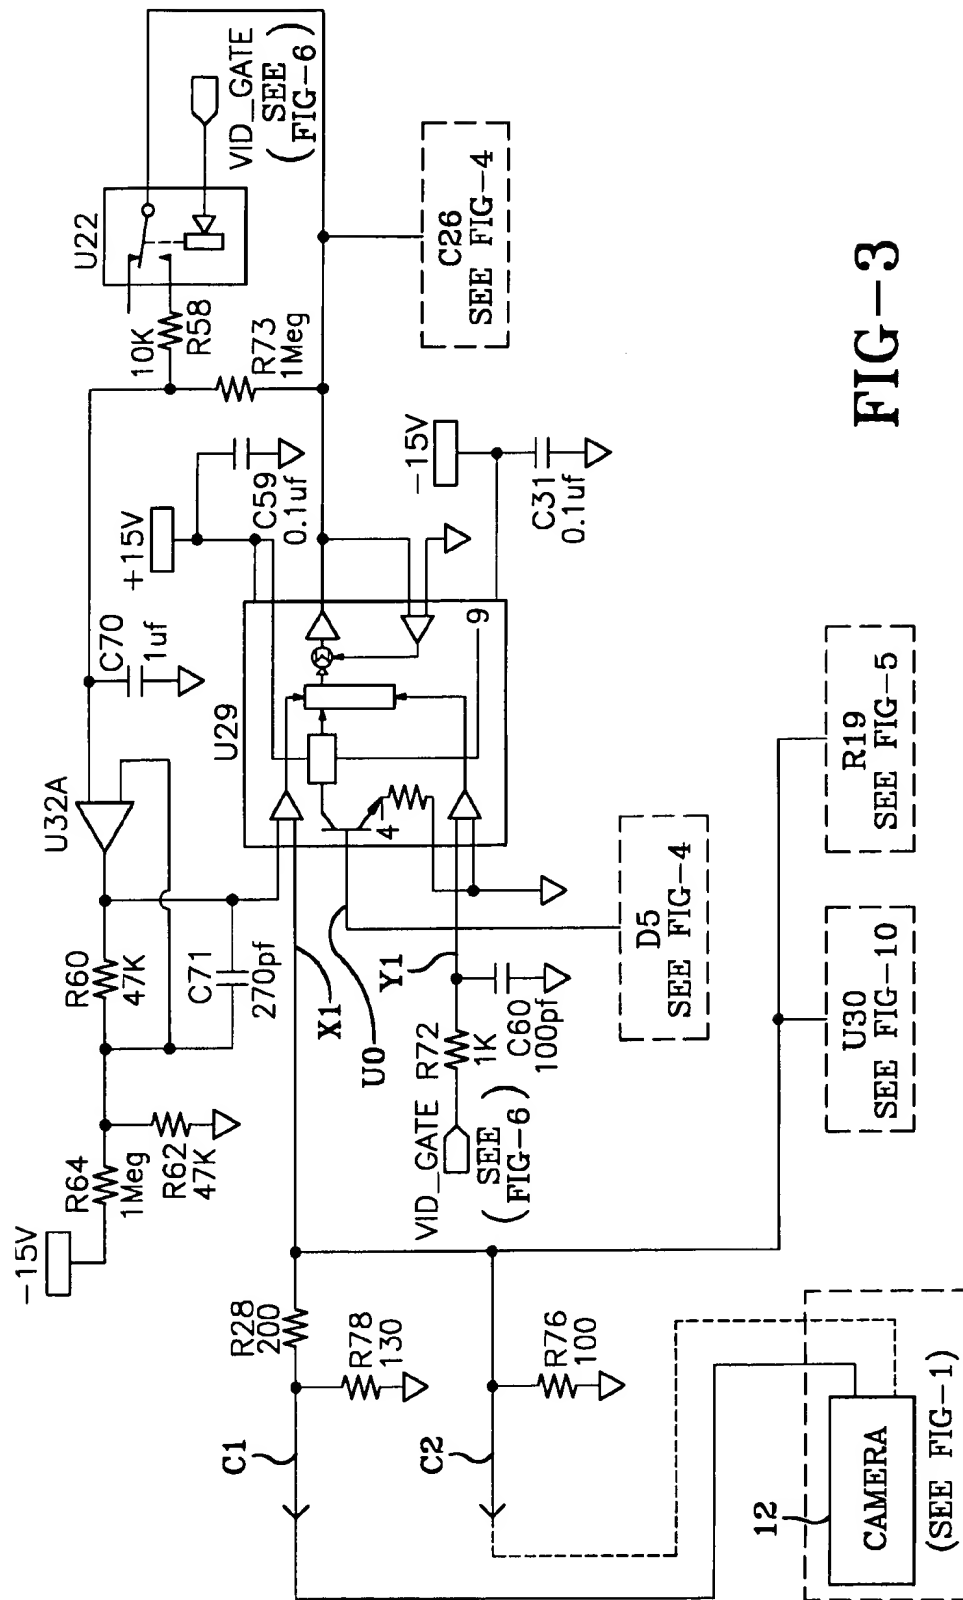 -15V
R64
1Meg
R62
47K
R60
47K
C71
270pf
U32A
C70
1uf
+15V
C59
0.1uf
10K
R58
R73
1Meg
U22
VID_GATE
(SEE
FIG-6)
C26
SEE FIG-4
-15V
C31
0.1uf
U29
4
9
X1
U0
Y1
VID_GATE
R72
1K
C60
100pf
(SEE
FIG-6)
D5
SEE FIG-4
R28
200
R78
130
C1
C2
R76
100
12
CAMERA
(SEE FIG-1)
U30
SEE FIG-10
R19
SEE FIG-5
FIG-3